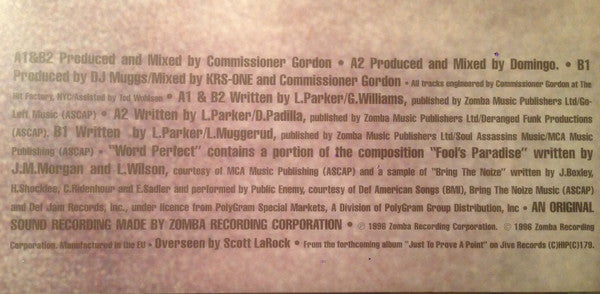 A1&B2 Produced and Mixed by Commissioner Gordon • A2 Produced and Mixed by Domingo. • B1
Produced by DJ Muggs/Mixed by KRS-ONE and Commissioner Gordon • All tracks engineered by Commissioner Gordon at The
Hit Factory, NYC/Assisted by Tod Wohlson • A1 & B2 Written by L.Parker/G.Williams, published by Zomba Music Publishers Ltd/Go-
Left Music (ASCAP) • A2 Written by L.Parker/D.Padilla, published by Zomba Music Publishers Ltd/Deranged Funk Productions
(ASCAP). B1 Written by L.Parker/L.Muggerud, published by Zomba Music Publishers Ltd/Soul Assassins Music/MCA Music
Publishing (ASCAP) • "Word Perfect" contains a portion of the composition "Fool's Paradise" written by
J.M.Morgan and L.Wilson, courtesy of MCA Music Publishing (ASCAP) and a sample of "Bring The Noize" written by J.Boxley,
H.Shocklee, C.Ridenhour and E.Sadler and performed by Public Enemy, courtesy of Def American Songs (BMI), Bring The Noize Music (ASCAP)
and Def Jam Records, Inc., under licence from PolyGram Special Markets, A Division of PolyGram Group Distribution, Inc • AN ORIGINAL
SOUND RECORDING MADE BY ZOMBA RECORDING CORPORATION • ℗ 1996 Zomba Recording Corporation. © 1996 Zomba Recording
Corporation. Manufactured in the EU • Overseen by Scott LaRock • From the forthcoming album "Just To Prove A Point" on Jive Records (C)HIP(C)179.